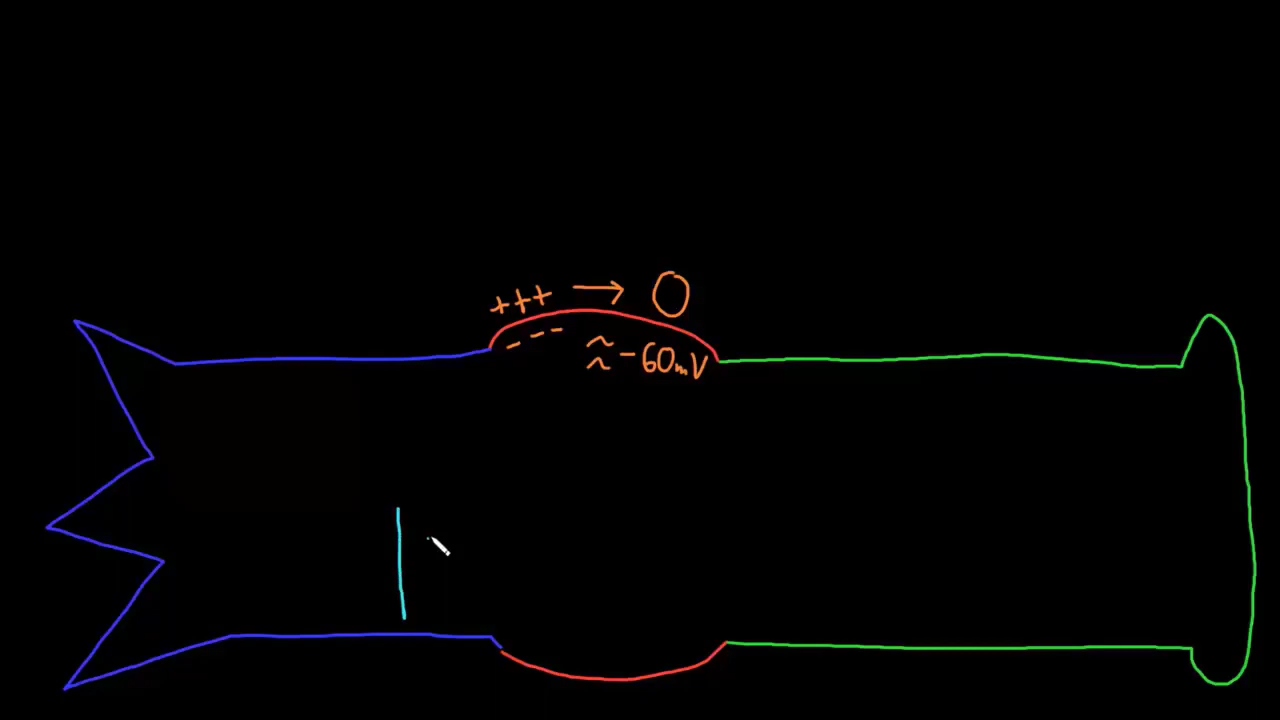 +++ → 0
---
≈ -60mV